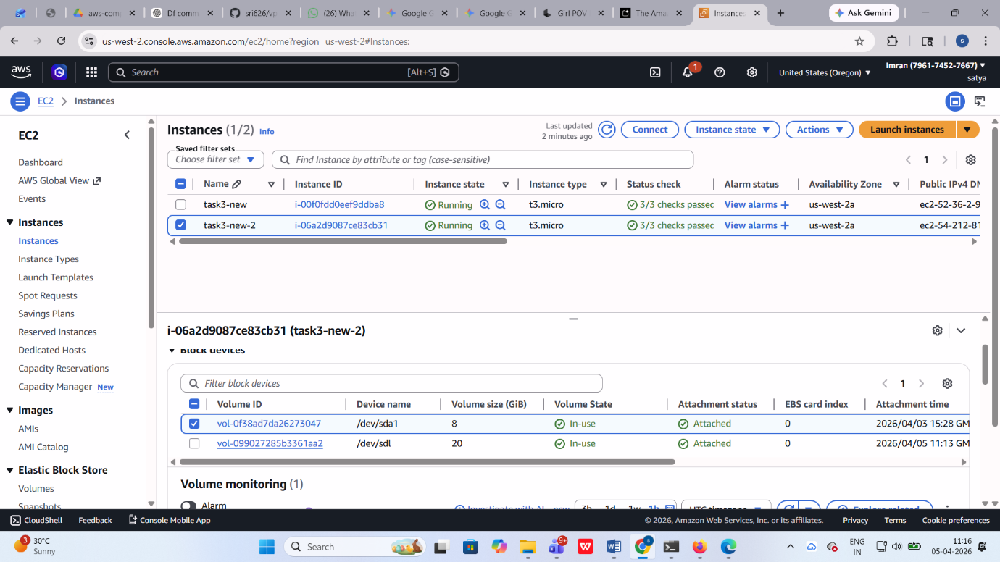 aws-comp
Df comm
sri626/vp
(26) Wha
Google G
Google G
Girl POV
The Ama
Instances
Ask Gemini
us-west-2.console.aws.amazon.com/ec2/home?region=us-west-2#Instances:
S
aws
Search
[Alt+S]
1
United States (Oregon)
Imran (7961-7452-7667)
satya
EC2
Instances
EC2
Dashboard
AWS Global View
Events
Instances
Instances
Instance Types
Launch Templates
Spot Requests
Savings Plans
Reserved Instances
Dedicated Hosts
Capacity Reservations
Capacity Manager New
Images
AMIs
AMI Catalog
Elastic Block Store
Volumes
Snapshots
Instances (1/2) Info
Last updated
2 minutes ago
Connect
Instance state
Actions
Launch instances
Saved filter sets
Choose filter set
Find Instance by attribute or tag (case-sensitive)
1
Name Instance ID Instance state Instance type Status check Alarm status Availability Zone Public IPv4 DN
task3-new i-00f0fdd0eef9ddba8 Running t3.micro 3/3 checks passec View alarms + us-west-2a ec2-52-36-2-9
task3-new-2 i-06a2d9087ce83cb31 Running t3.micro 3/3 checks passec View alarms + us-west-2a ec2-54-212-81
i-06a2d9087ce83cb31 (task3-new-2)
Block devices
Filter block devices
1
Volume ID Device name Volume size (GiB) Volume State Attachment status EBS card index Attachment time
vol-0f38ad7da26273047 /dev/sda1 8 In-use Attached 0 2026/04/03 15:28 GM
vol-099027285b3361aa2 /dev/sdl 20 In-use Attached 0 2026/04/05 11:13 GM
Volume monitoring (1)
Alarm
Investigate with AI - new
3h 1d 1w 1h
UTC timezone
Explore related
CloudShell Feedback Console Mobile App
© 2026, Amazon Web Services, Inc. or its affiliates. Privacy Terms Cookie preferences
3
30°C
Sunny
Search
9+
S
ENG
IN
11:16
05-04-2026